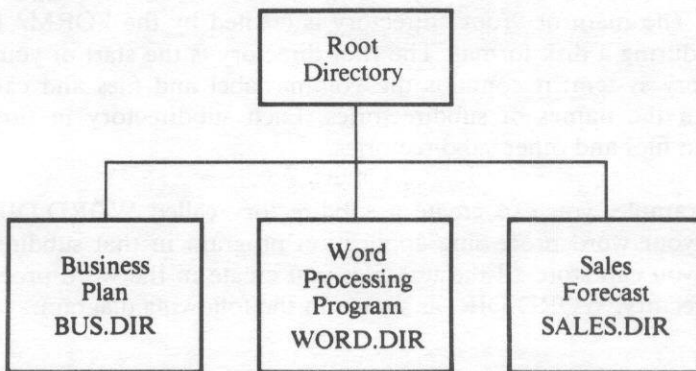 Root
Directory
Business
Plan
BUS.DIR
Word
Processing
Program
WORD.DIR
Sales
Forecast
SALES.DIR